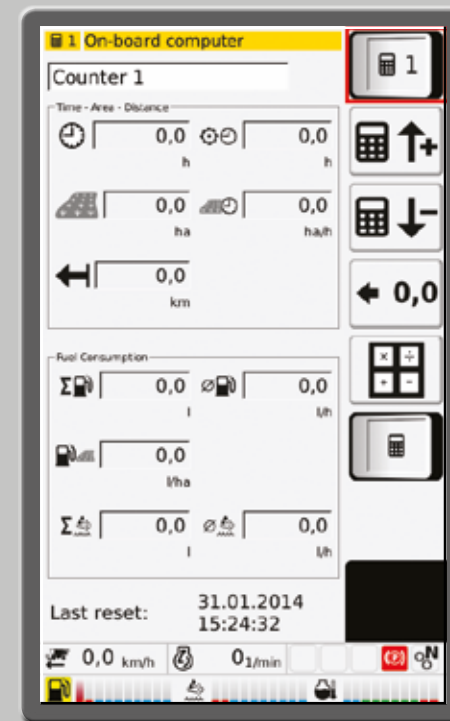 1 On-board computer
1
Counter 1
Time - Area - Distance
0,0 0,0
h h
+
0,0 0,0
ha ha/h
-
0,0
km
0,0
Fuel Consumption
× ÷
+ -
Σ 0,0 ⌀ 0,0
l l/h
0,0
l/ha
Σ 0,0 ⌀ 0,0
l l/h
Last reset: 31.01.2014
15:24:32
0,0 km/h 0 1/min (P) N